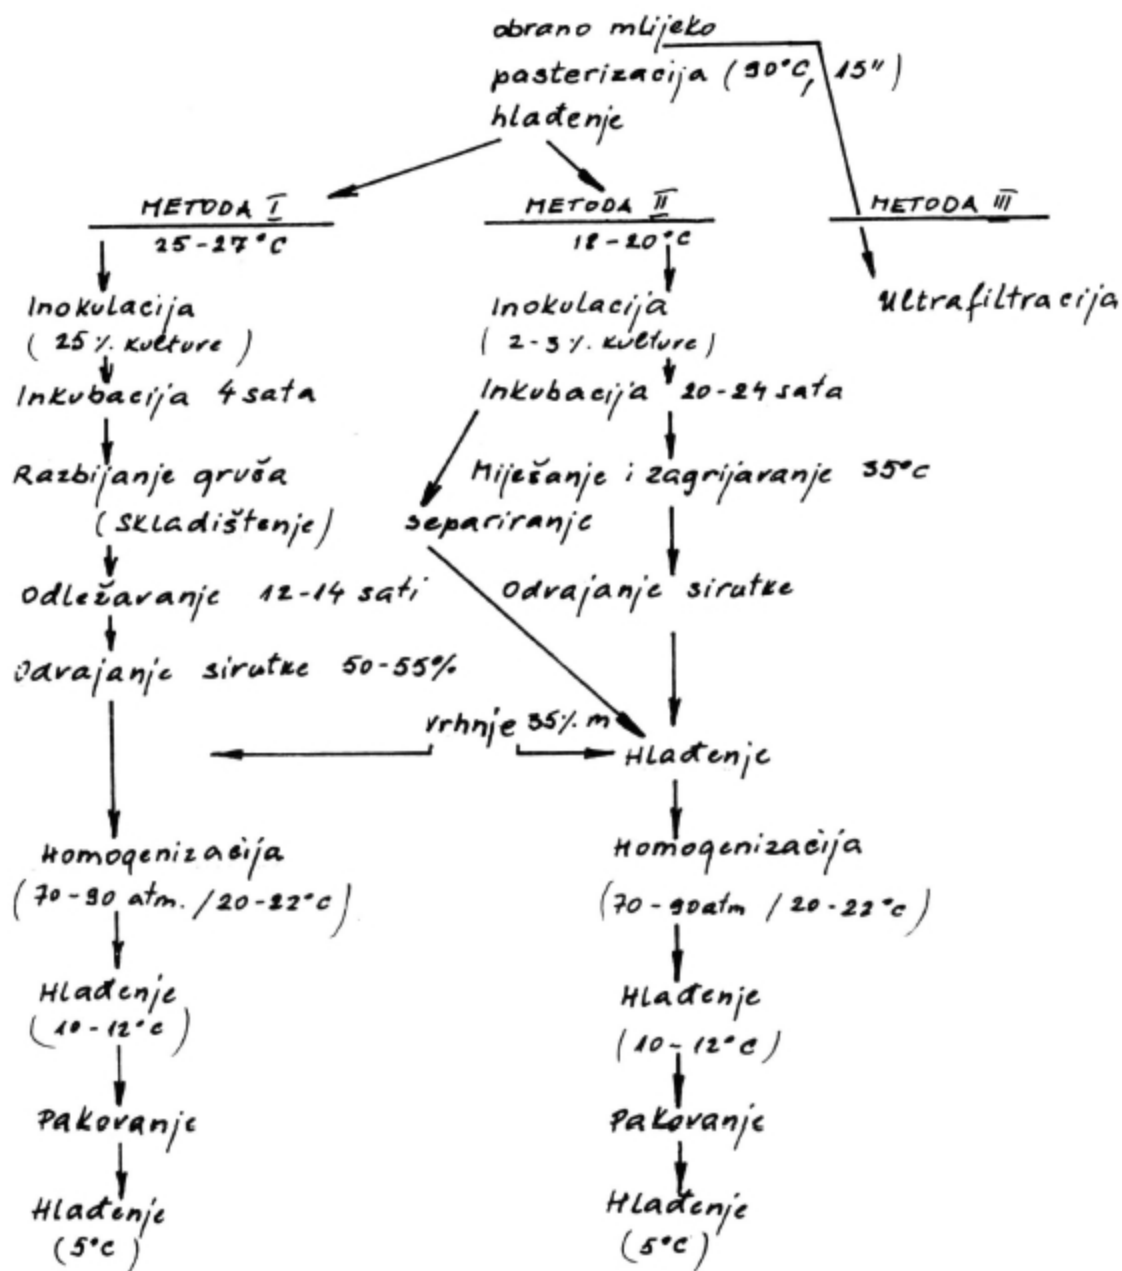 obrano mlijeko
pasterizacija (90°C, 15")
hlađenje
METODA I
25-27°C
Inokulacija
(25% kulture)
Inkubacija 4 sata
Razbijanje gruša
(skladištenje)
Odležavanje 12-14 sati
Odvajanje sirutke 50-55%
METODA II
18-20°C
Inokulacija
(2-3% kulture)
Inkubacija 20-24 sata
Miješanje i zagrijavanje 35°C
separiranje
Odvajanje sirutke
METODA III
Ultrafiltracija
vrhnje 35% m
Hlađenje
Homogenizacija
(70-90 atm. /20-22°C)
Hlađenje
(10-12°C)
Pakovanje
Hlađenje
(5°C)
Homogenizacija
(70-90 atm / 20-22°C)
Hlađenje
(10-12°C)
Pakovanje
Hlađenje
(5°C)